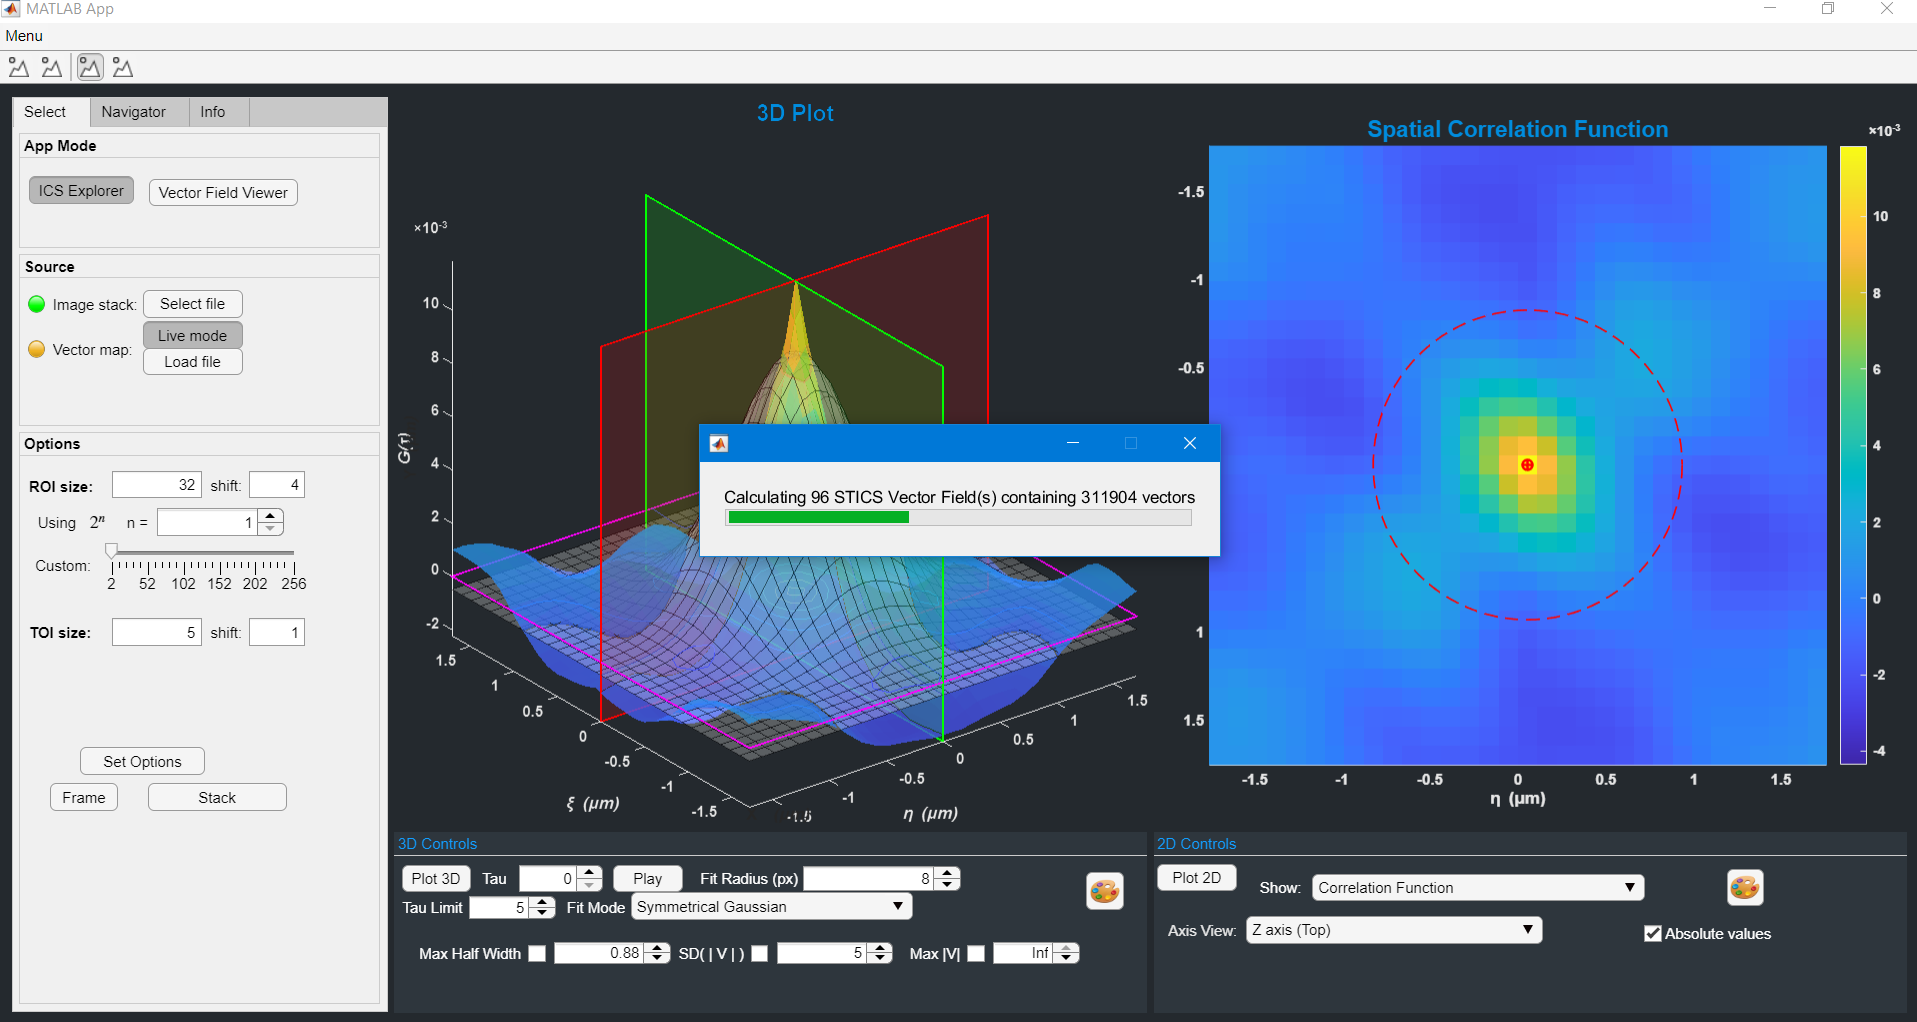 MATLAB App
Menu
Select Navigator Info
App Mode
ICS Explorer Vector Field Viewer
Source
Image stack: Select file
Live mode
Vector map:
Load file
Options
ROI size: 32 shift: 4
Using 2ⁿ n = 1
Custom:
2 52 102 152 202 256
TOI size: 5 shift: 1
Set Options
Frame Stack
3D Plot
×10⁻³
10
8
6
4
2
0
-2
G(τ)
1.5
1
0.5
0
-0.5
-1
-1.5
ξ (μm)
-1.5
-1
-0.5
0
0.5
1
1.5
η (μm)
Calculating 96 STICS Vector Field(s) containing 311904 vectors
Spatial Correlation Function
×10⁻³
-1.5
-1
-0.5
1
1.5
-1.5 -1 -0.5 0 0.5 1 1.5
η (μm)
10
8
6
4
2
0
-2
-4
3D Controls
Plot 3D Tau 0 Play Fit Radius (px) 8
Tau Limit 5 Fit Mode Symmetrical Gaussian
Max Half Width 0.88 SD( | V | ) 5 Max |V| Inf
2D Controls
Plot 2D Show: Correlation Function
Axis View: Z axis (Top) Absolute values